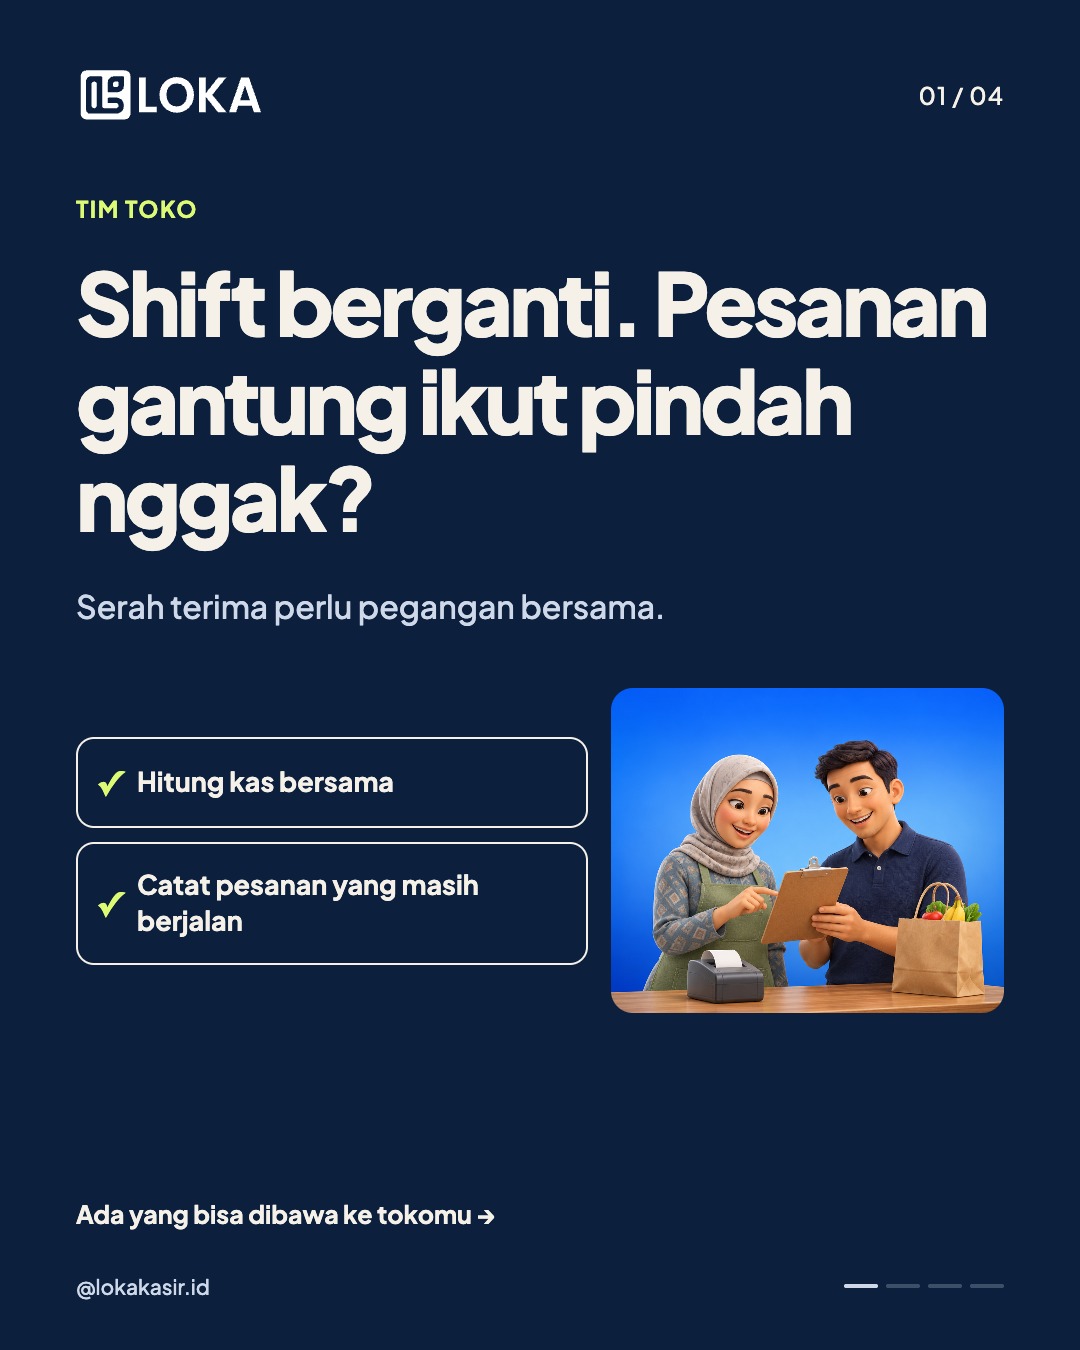 LOKA
01 / 04
TIM TOKO
Shift berganti. Pesanan
gantung ikut pindah
nggak?
Serah terima perlu pegangan bersama.
✓ Hitung kas bersama
✓ Catat pesanan yang masih
berjalan
Ada yang bisa dibawa ke tokomu →
@lokakasir.id